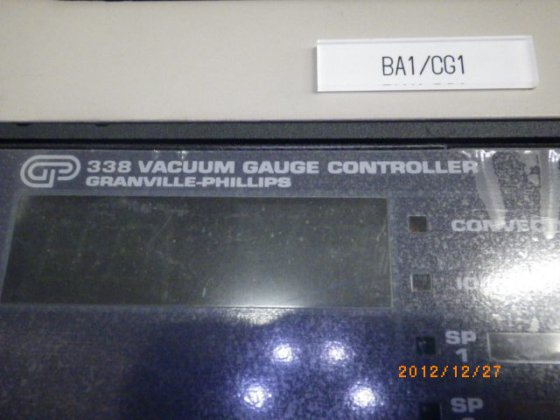 BA1/CG1
GP 338 VACUUM GAUGE CONTROLLER
GRANVILLE-PHILLIPS
SP
1
2012/12/27
SP